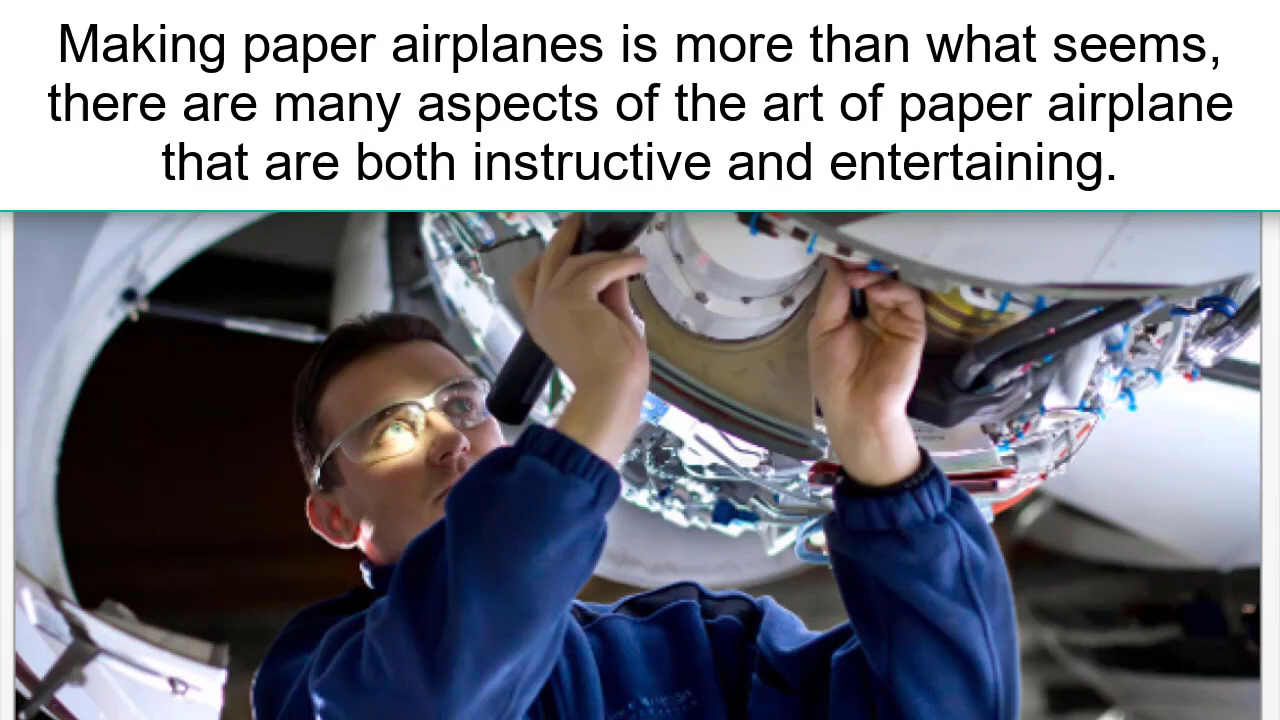 Making paper airplanes is more than what seems,
there are many aspects of the art of paper airplane
that are both instructive and entertaining.